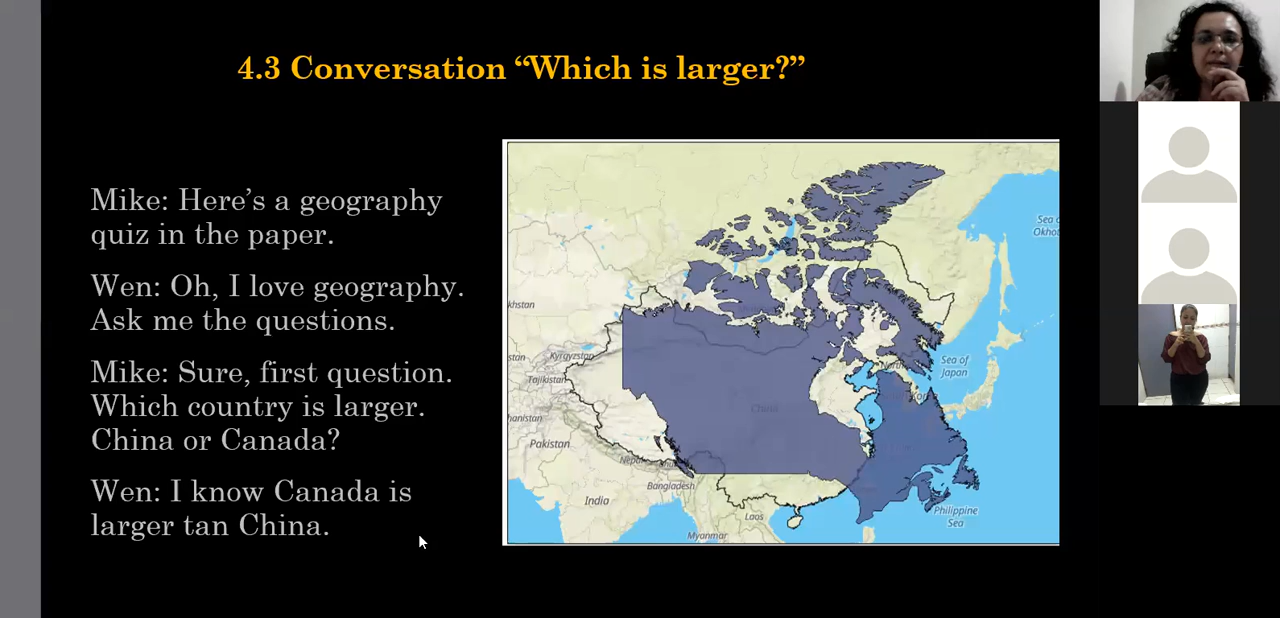 4.3 Conversation “Which is larger?”
Mike: Here’s a geography
quiz in the paper.
Wen: Oh, I love geography.
Ask me the questions.
Mike: Sure, first question.
Which country is larger.
China or Canada?
Wen: I know Canada is
larger tan China.
Sea o
Okhot
khstan
stan
Kyrgyzstan
Tajikistan
hanistan
Pakistan
Nepal
India
Bangladesh
Myanmar
Laos
China
North
Sea of
Japan
Philippine
Sea